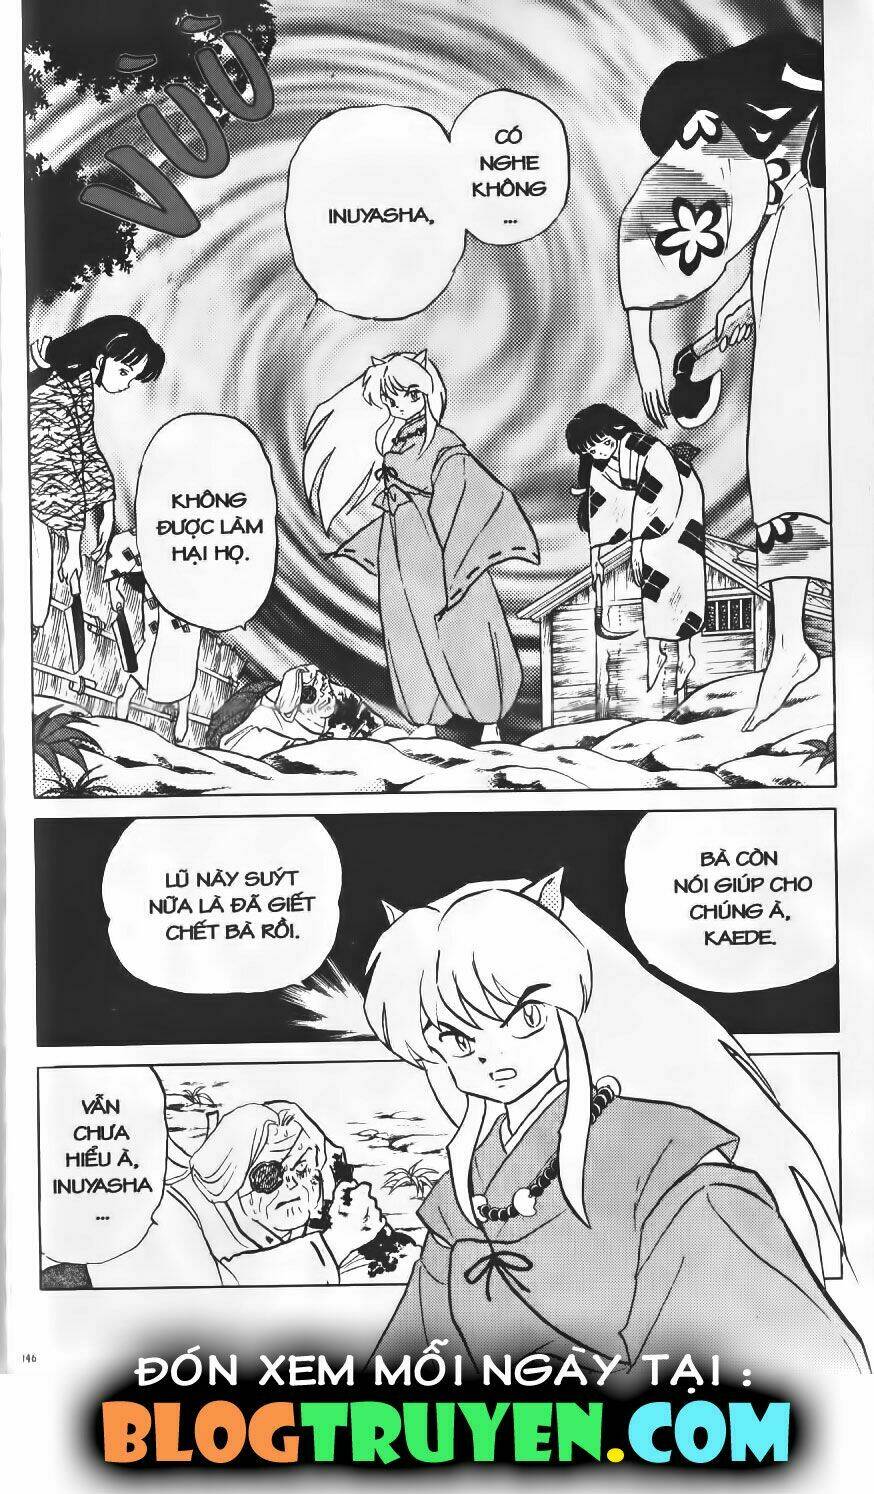 VÙÙ
CÓ
NGHE
KHÔNG
...
INUYASHA,
KHÔNG
ĐƯỢC LÀM
HẠI HỌ.
BÀ CÒN
NÓI GIÚP CHO
CHÚNG À,
KAEDE.
LŨ NÀY SUÝT
NỮA LÀ ĐÃ GIẾT
CHẾT BÀ RỒI.
VẪN
CHƯA
HIỂU À,
INUYASHA
...
146
ĐÓN XEM MỖI NGÀY TẠI :
BLOGTRUYEN.COM